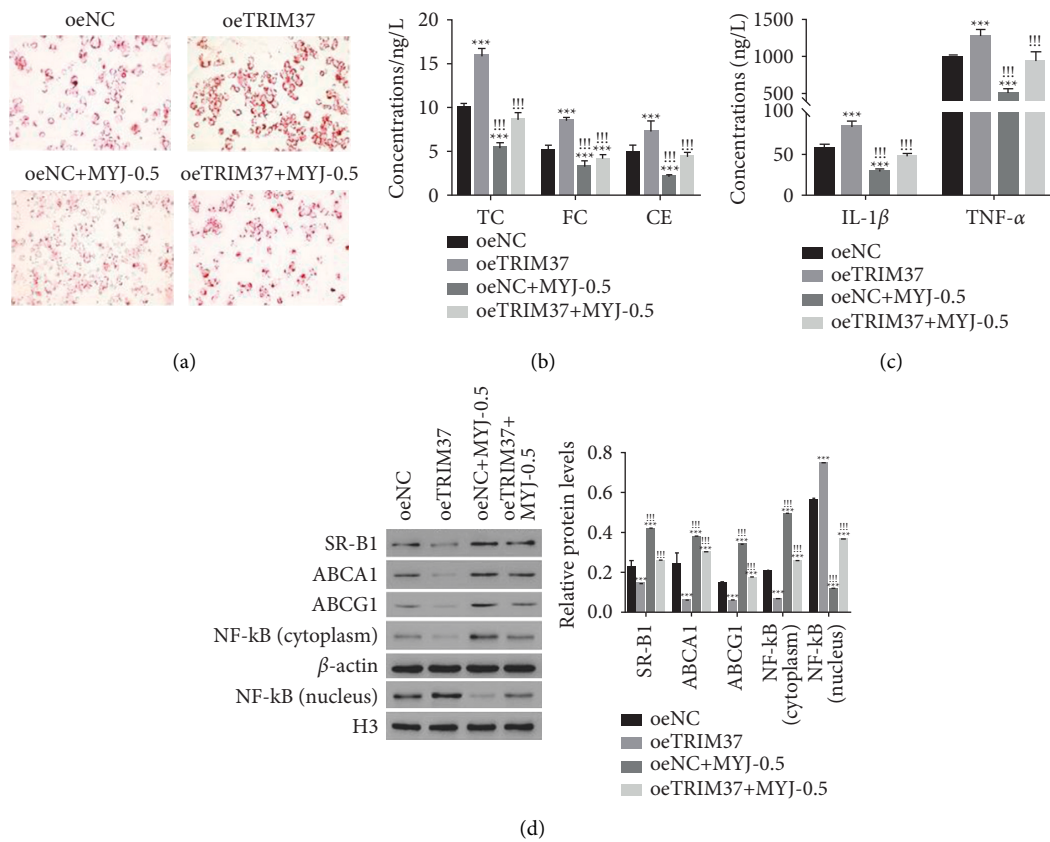 oeNC
oeTRIM37
oeNC+MYJ-0.5
oeTRIM37+MYJ-0.5
(a)
Concentrations/ng/L
20
15
10
5
0
***
!!!
***
!!!
***
!!!
***
!!!
***
***
!!!
***
!!!
TC
FC
CE
oeNC
oeTRIM37
oeNC+MYJ-0.5
oeTRIM37+MYJ-0.5
(b)
Concentrations (ng/L)
1500
1000
500
100
50
0
***
!!!
***
!!!
***
!!!
***
!!!
IL-1β
TNF-α
oeNC
oeTRIM37
oeNC+MYJ-0.5
oeTRIM37+MYJ-0.5
(c)
oeNC
oeTRIM37
oeNC+MYJ-0.5
oeTRIM37+
MYJ-0.5
SR-B1
ABCA1
ABCG1
NF-kB (cytoplasm)
β-actin
NF-kB (nucleus)
H3
Relative protein levels
0.8
0.6
0.4
0.2
0.0
***
!!!
***
!!!
***
!!!
***
!!!
***
***
!!!
***
!!!
***
***
!!!
***
!!!
***
***
!!!
***
!!!
***
SR-B1
ABCA1
ABCG1
NF-kB
(cytoplasm)
NF-kB
(nucleus)
oeNC
oeTRIM37
oeNC+MYJ-0.5
oeTRIM37+MYJ-0.5
(d)